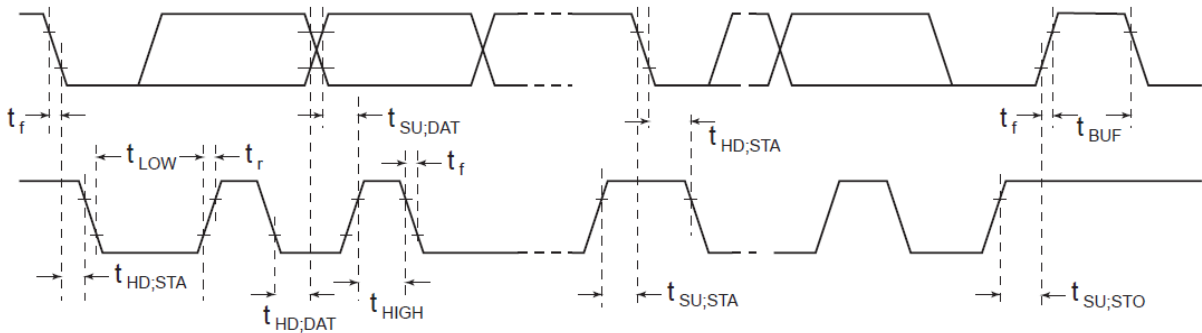 t_f
t_SU;DAT
t_HD;STA
t_f
t_BUF
t_LOW
t_r
t_f
t_HD;STA
t_HD;DAT
t_HIGH
t_SU;STA
t_SU;STO